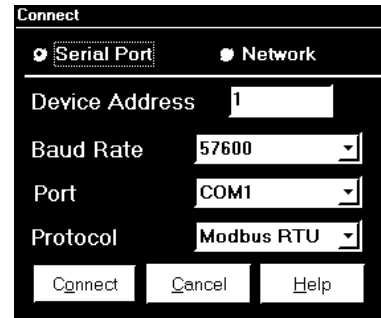 Connect
Serial Port Network
Device Address 1
Baud Rate 57600
Port COM1
Protocol Modbus RTU
Connect Cancel Help